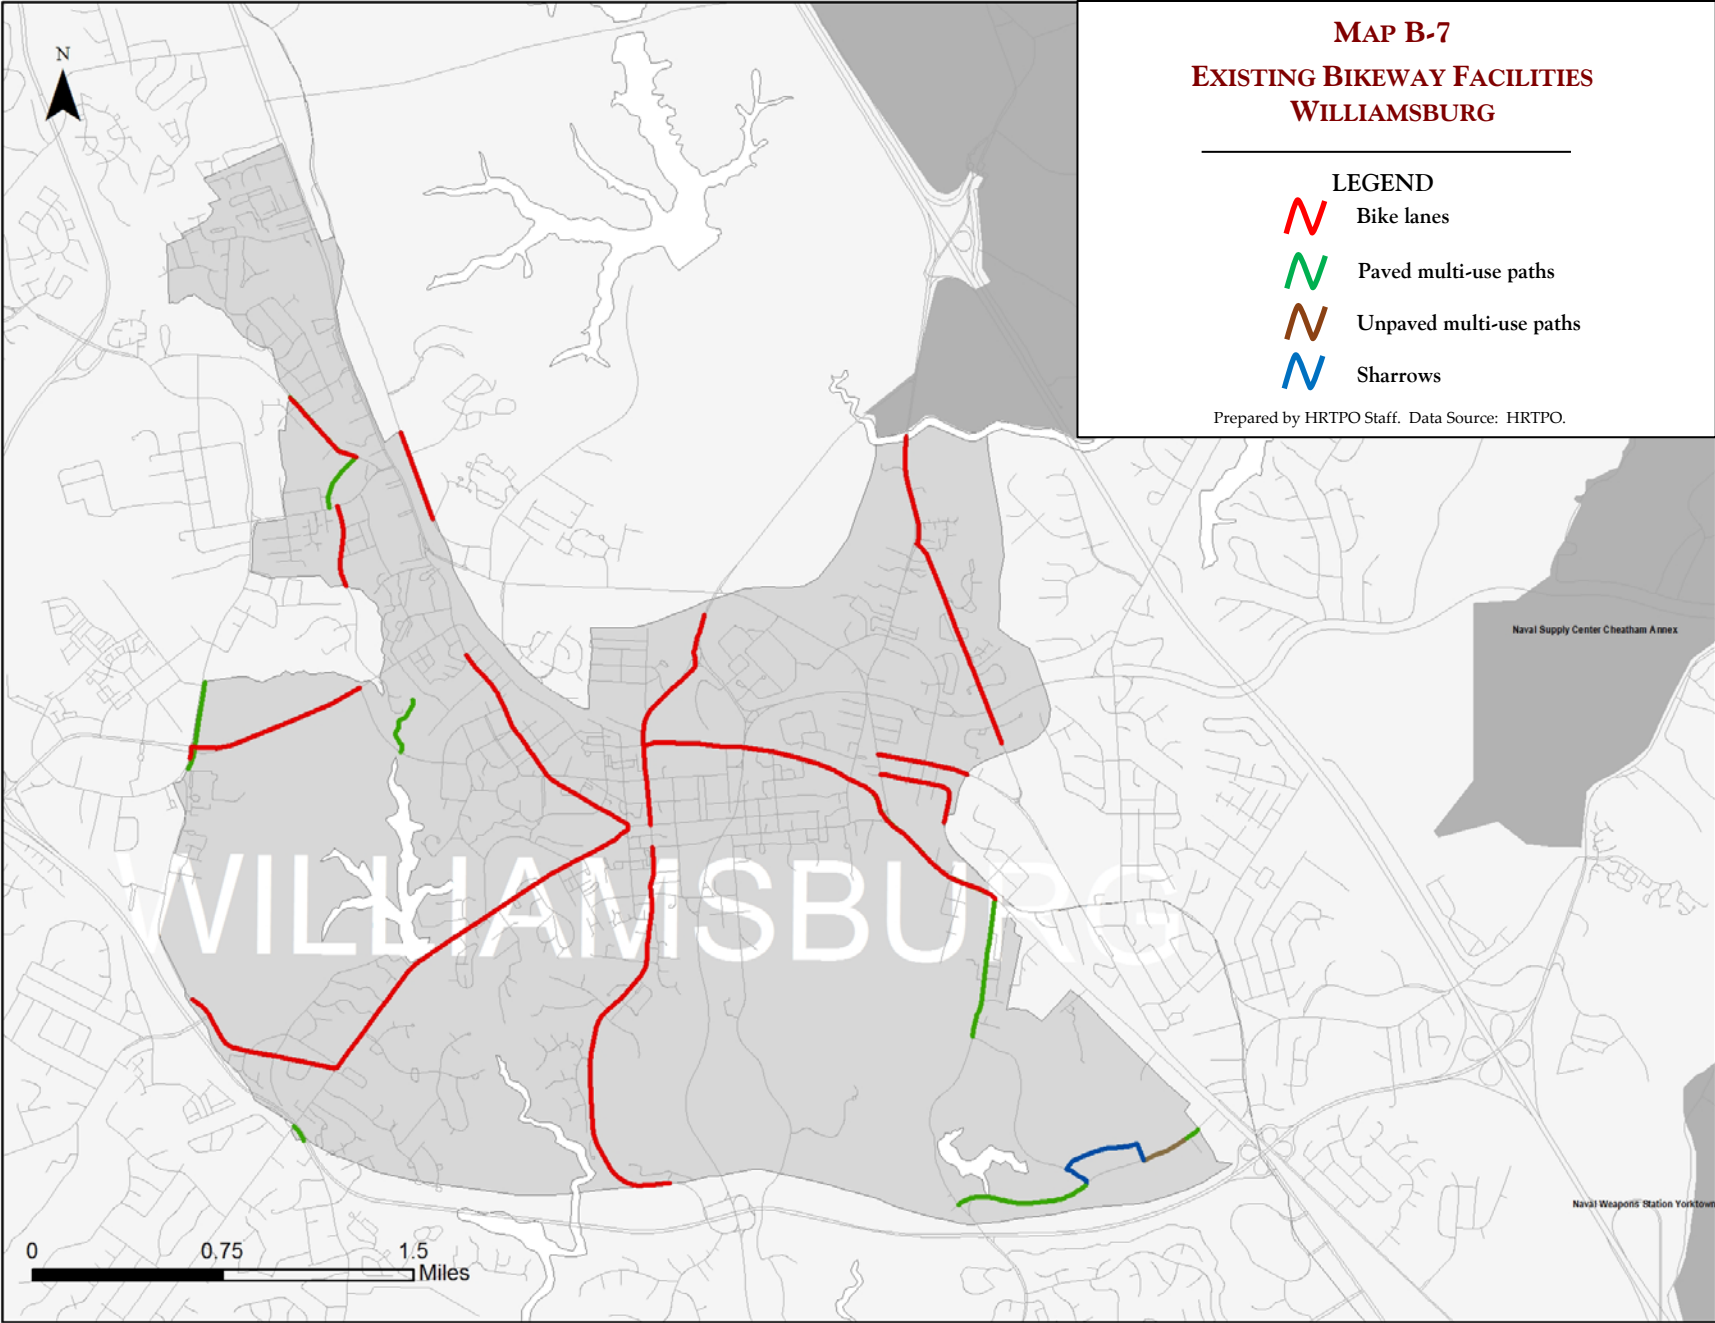 MAP B-7
EXISTING BIKEWAY FACILITIES
WILLIAMSBURG
LEGEND
Bike lanes
Paved multi-use paths
Unpaved multi-use paths
Sharrows
Prepared by HRTPO Staff. Data Source: HRTPO.
N
Naval Supply Center Cheatham Annex
WILLIAMSBURG
Naval Weapons Station Yorktown
0 0.75 1.5
Miles